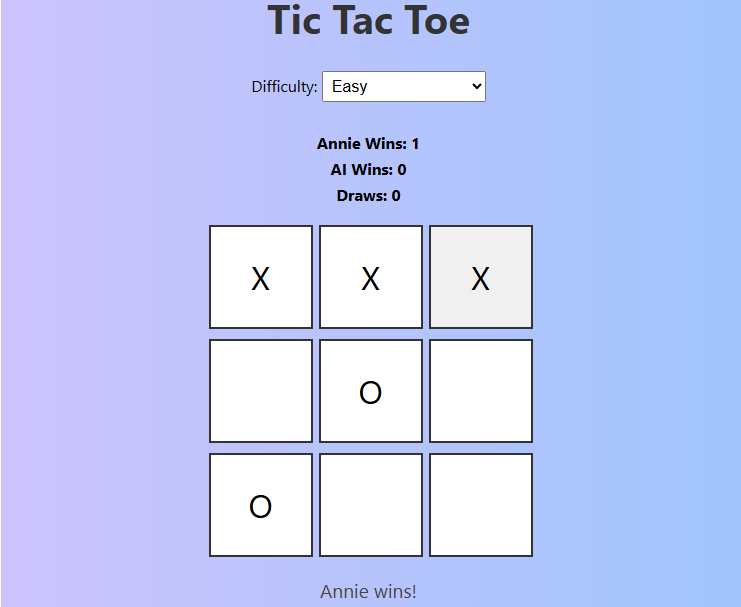 Tic Tac Toe
Difficulty: Easy
Annie Wins: 1
AI Wins: 0
Draws: 0
X X X
O
O
Annie wins!